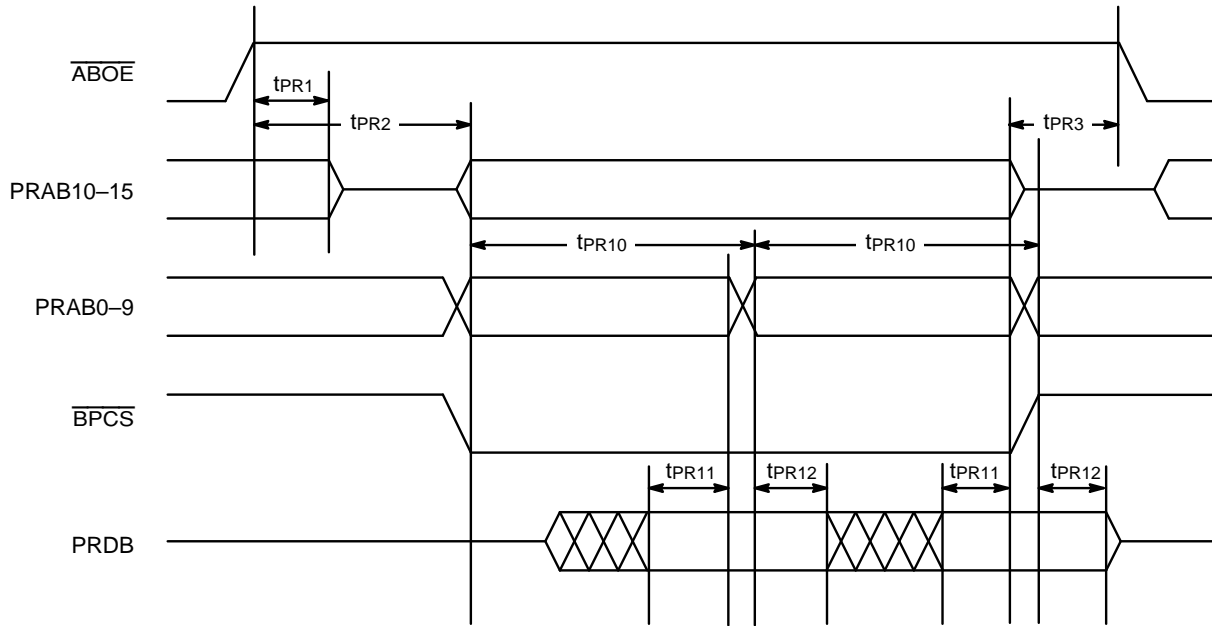 ABOE
tPR1
tPR2
tPR3
PRAB10–15
tPR10 tPR10
PRAB0–9
BPCS
tPR11 tPR12 tPR11 tPR12
PRDB